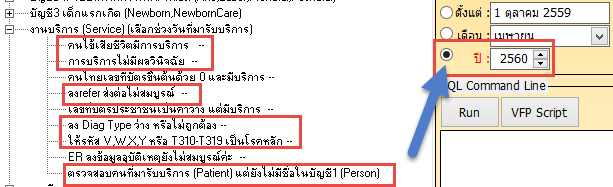 บัญชี3 เด็กแรกเกิด (Newborn,NewbornCare)
งานบริการ (Service) (เลือกช่วงวันที่มารับบริการ)
คนไข้เสียชีวิตมีการบริการ --
การบริการไม่มีผลวินิจฉัย --
คนไทยเลขที่บัตรขึ้นต้นด้วย 0 และมีบริการ --
ลงrefer ส่งต่อไม่สมบูรณ์ --
เลขที่บัตรประชาชนเป็นค่าว่าง แต่มีบริการ --
ลง Diag Type ว่าง หรือไม่ถูกต้อง --
ให้รหัส V,W,X,Y หรือ T310-T319 เป็นโรคหลัก --
ER ลงข้อมูลอุบัติเหตุยังไม่สมบูรณ์ค่ะ --
ตรวจสอบคนที่มารับบริการ (Patient) แต่ยังไม่มีชื่อในบัญชี1 (Person)
ตั้งแต่ : 1 ตุลาคม 2559
เดือน : เมษายน
ปี : 2560
QL Command Line
Run
VFP Script